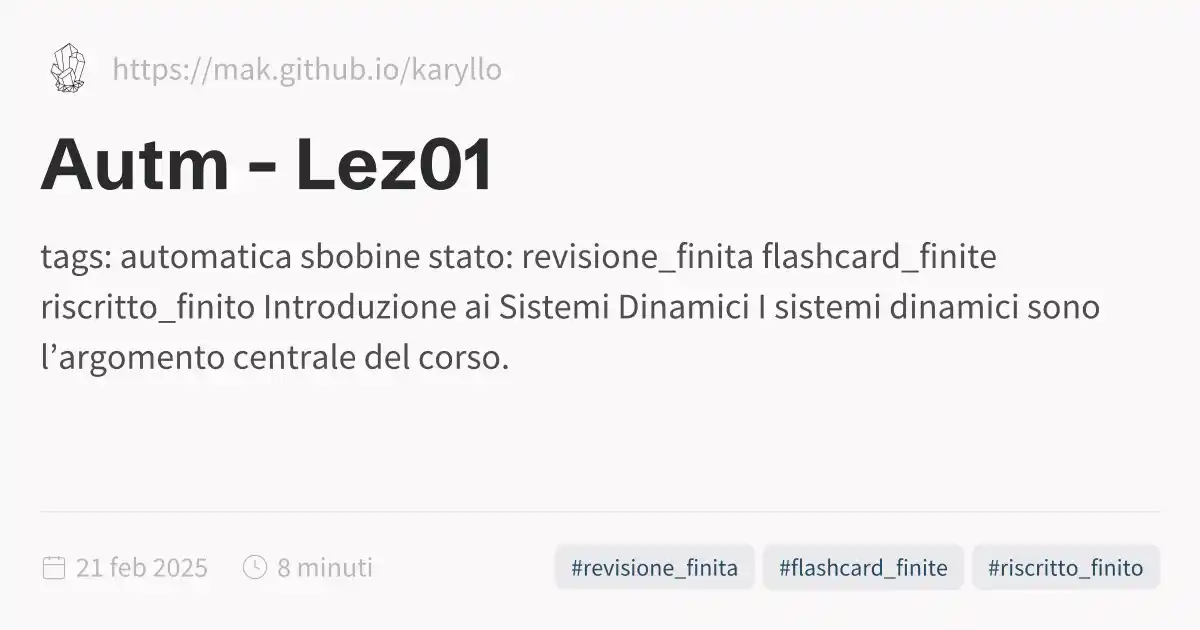 https://mak.github.io/karyllo
Autm - Lez01
tags: automatica sbobine stato: revisione_finita flashcard_finite
riscritto_finito Introduzione ai Sistemi Dinamici I sistemi dinamici sono
l’argomento centrale del corso.
21 feb 2025 8 minuti #revisione_finita #flashcard_finite #riscritto_finito